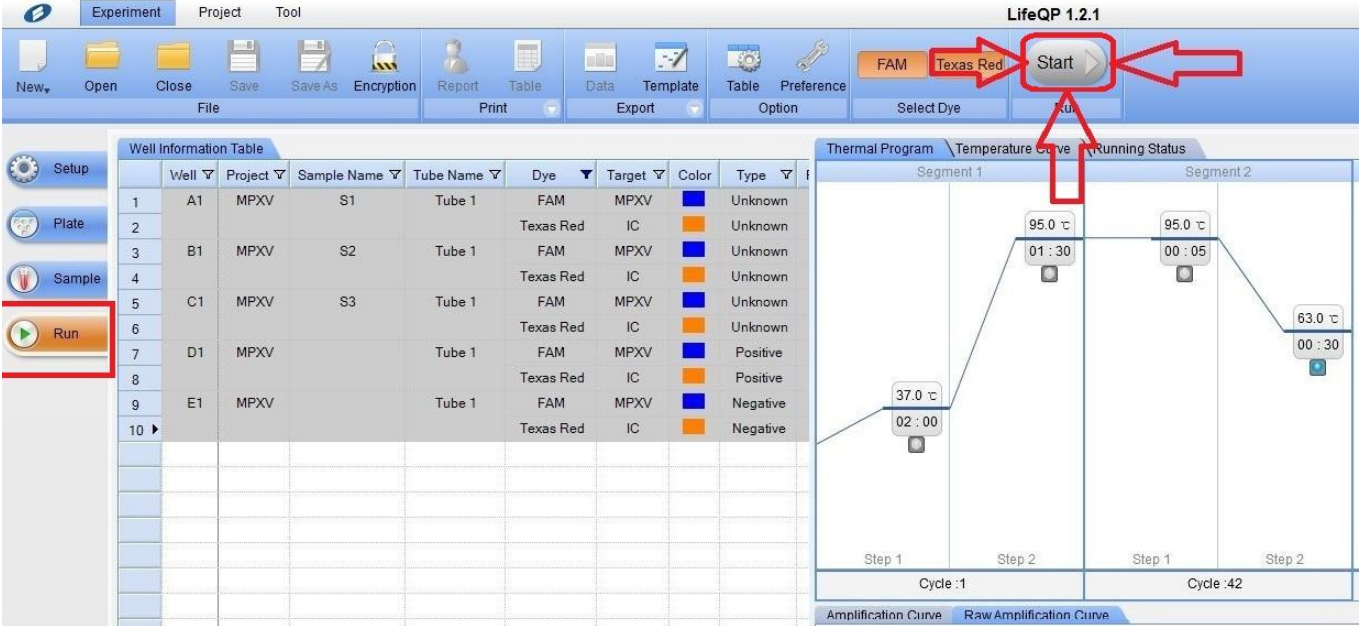 Experiment Project Tool LifeQP 1.2.1
New Open Close Save Save As Encryption Report Table Data Template Table Preference FAM Texas Red Start
File Print Export Option Select Dye Run
Setup
Plate
Sample
Run
Well Information Table
Well Project Sample Name Tube Name Dye Target Color Type
1 A1 MPXV S1 Tube 1 FAM MPXV Unknown
2 Texas Red IC Unknown
3 B1 MPXV S2 Tube 1 FAM MPXV Unknown
4 Texas Red IC Unknown
5 C1 MPXV S3 Tube 1 FAM MPXV Unknown
6 Texas Red IC Unknown
7 D1 MPXV Tube 1 FAM MPXV Positive
8 Texas Red IC Positive
9 E1 MPXV Tube 1 FAM MPXV Negative
10 Texas Red IC Negative
Thermal Program Temperature Curve Running Status
Segment 1 Segment 2
95.0 ℃ 95.0 ℃
01 : 30 00 : 05
63.0 ℃
00 : 30
37.0 ℃
02 : 00
Step 1 Step 2 Step 1 Step 2
Cycle :1 Cycle :42
Amplification Curve Raw Amplification Curve